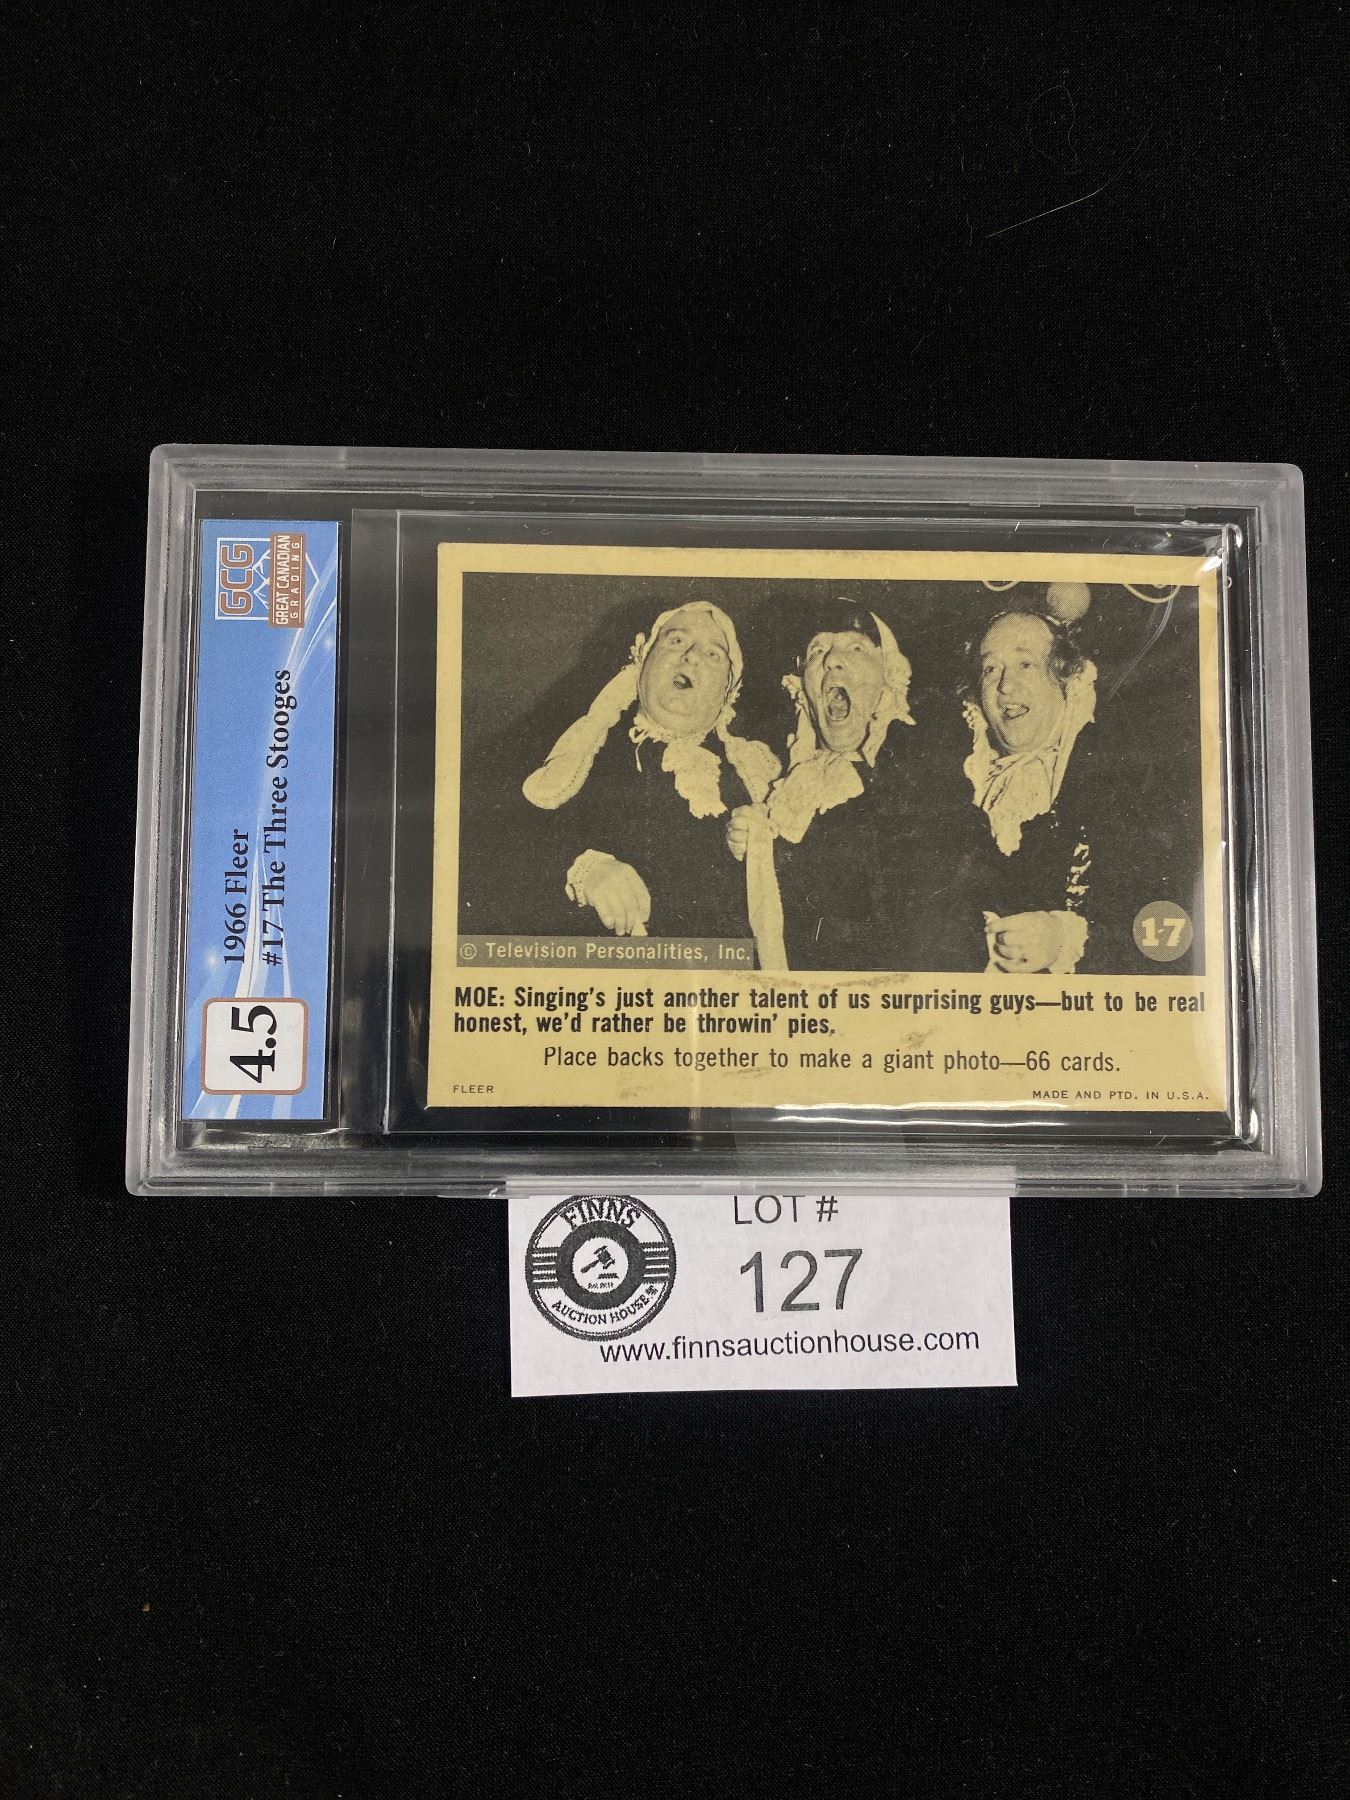 GCG
GREAT CANADIAN
GRADING
1966 Fleer
#17 The Three Stooges
4.5
© Television Personalities, Inc.
17
MOE: Singing's just another talent of us surprising guys—but to be real
honest, we'd rather be throwin' pies.
Place backs together to make a giant photo—66 cards.
FLEER
MADE AND PTD. IN U.S.A.
FINNS
AUCTION HOUSE
LOT #
127
www.finnsauctionhouse.com